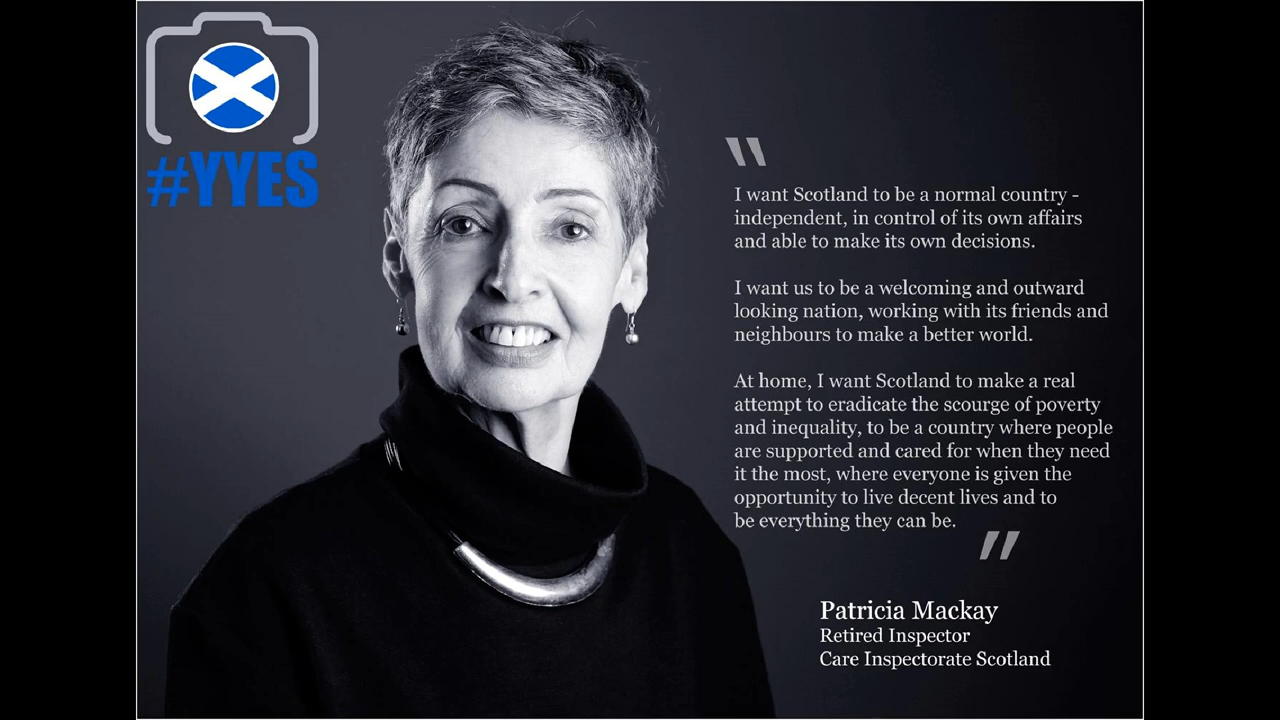 #YYES
"
I want Scotland to be a normal country -
independent, in control of its own affairs
and able to make its own decisions.
I want us to be a welcoming and outward
looking nation, working with its friends and
neighbours to make a better world.
At home, I want Scotland to make a real
attempt to eradicate the scourge of poverty
and inequality, to be a country where people
are supported and cared for when they need
it the most, where everyone is given the
opportunity to live decent lives and to
be everything they can be.
"
Patricia Mackay
Retired Inspector
Care Inspectorate Scotland